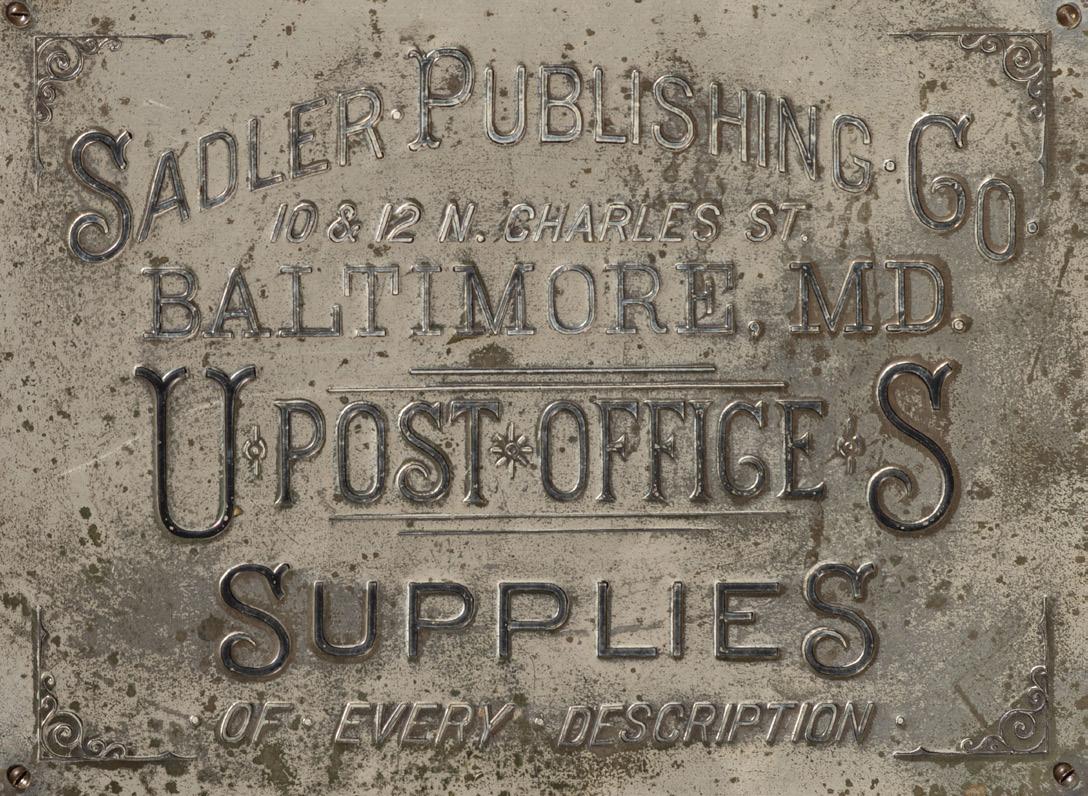 SADLER · PUBLISHING · CO.
10 & 12 N. CHARLES ST.
BALTIMORE, MD.
U · POST · OFFICE · S
SUPPLIES
· OF · EVERY · DESCRIPTION ·